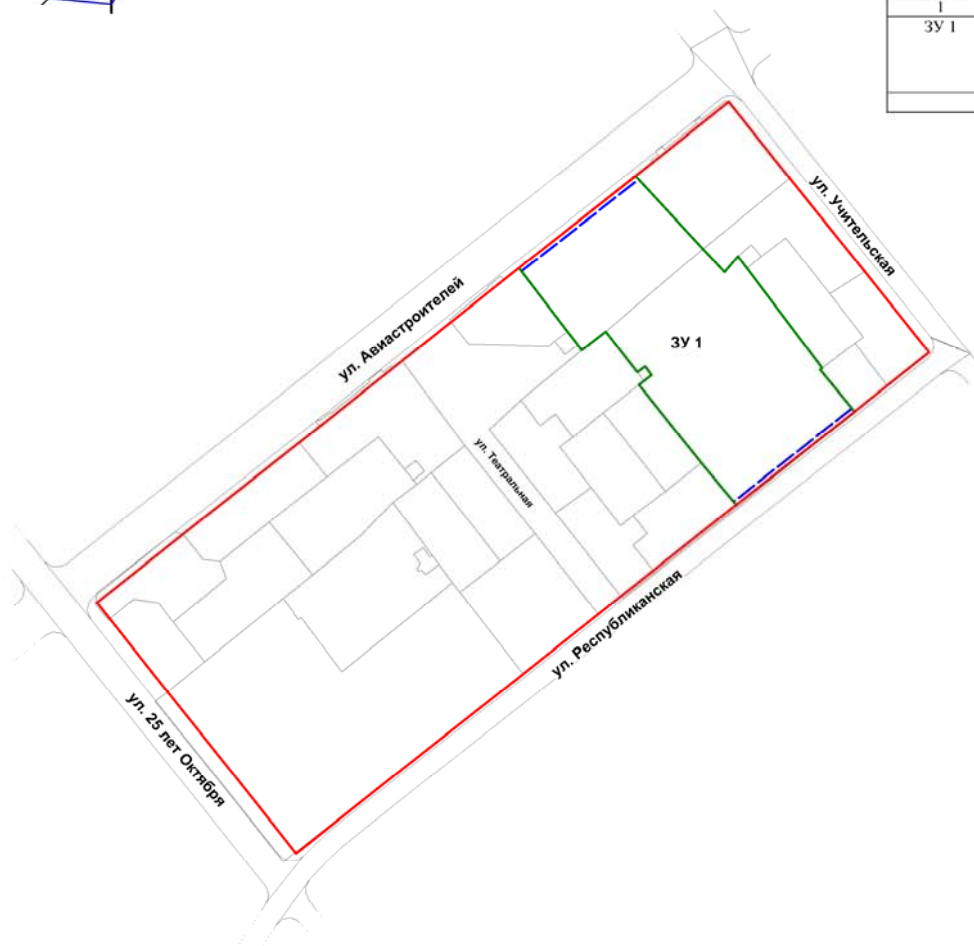 1
ЗУ 1
ул. Учительская
ул. Авиастроителей
ЗУ 1
ул. Театральная
ул. Республиканская
ул. 25 лет Октября